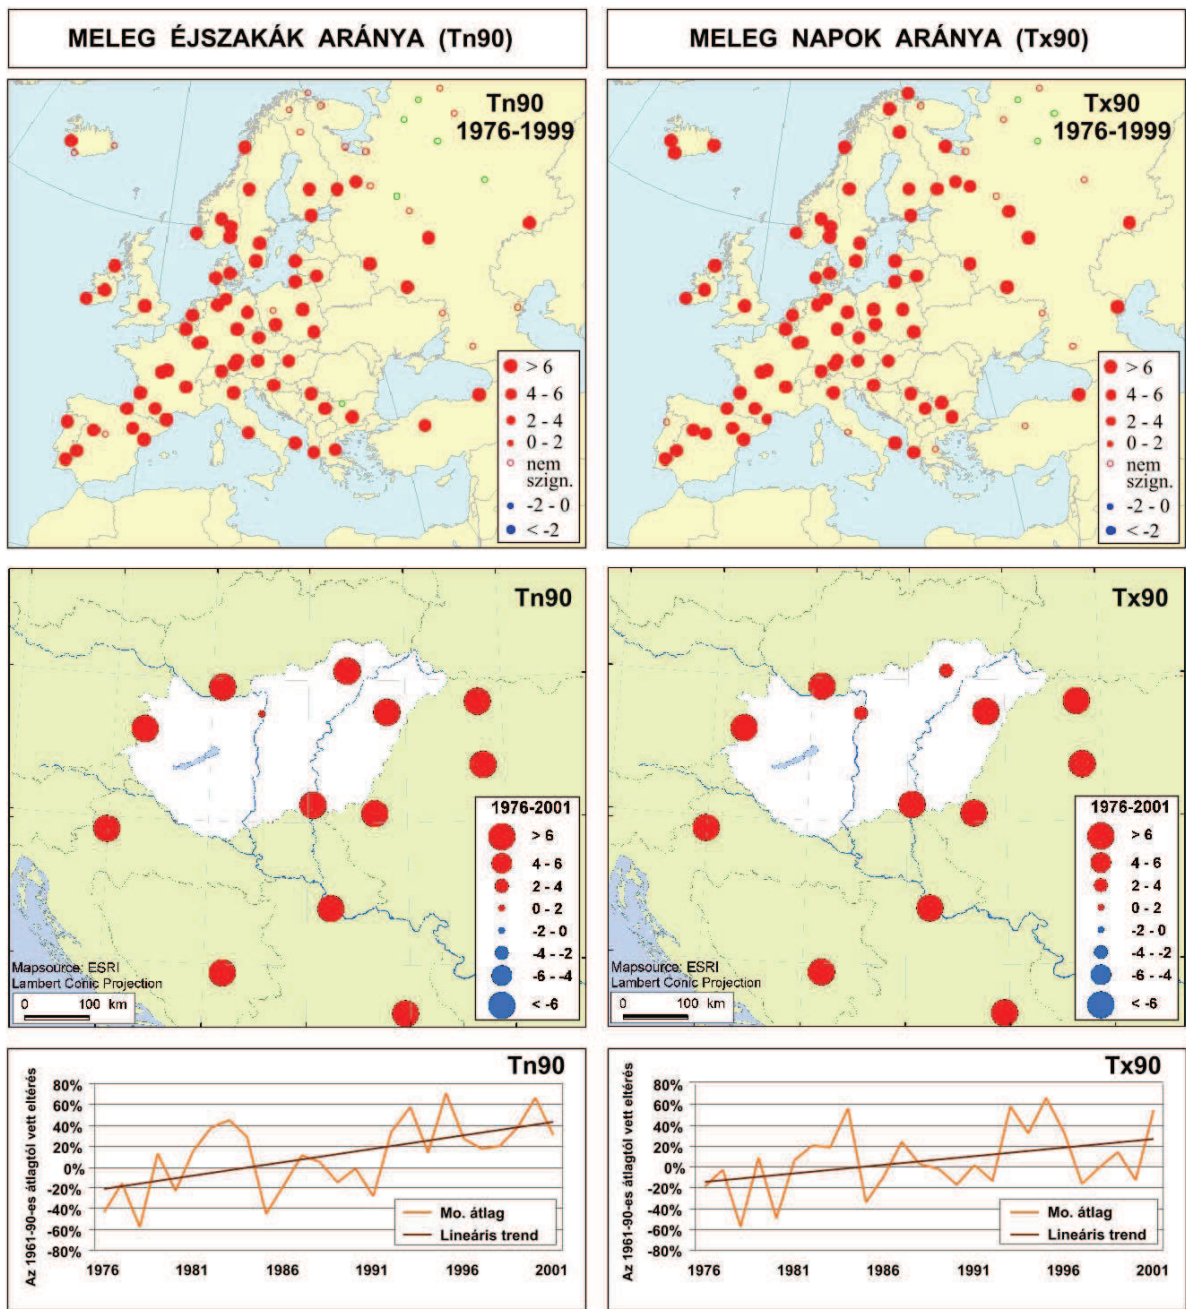 MELEG ÉJSZAKÁK ARÁNYA (Tn90)
MELEG NAPOK ARÁNYA (Tx90)
Tn90
1976-1999
> 6
4 - 6
2 - 4
0 - 2
nem
szign.
-2 - 0
< -2
Tx90
1976-1999
> 6
4 - 6
2 - 4
0 - 2
nem
szign.
-2 - 0
< -2
Tn90
1976-2001
> 6
4 - 6
2 - 4
0 - 2
-2 - 0
-4 - -2
-6 - -4
< -6
Mapsource: ESRI
Lambert Conic Projection
0 100 km
Tx90
1976-2001
> 6
4 - 6
2 - 4
0 - 2
-2 - 0
-4 - -2
-6 - -4
< -6
Mapsource: ESRI
Lambert Conic Projection
0 100 km
Tn90
Az 1961-90-es átlagtól vett eltérés
80%
60%
40%
20%
0%
-20%
-40%
-60%
-80%
Mo. átlag
Lineáris trend
1976 1981 1986 1991 1996 2001
Tx90
Az 1961-90-es átlagtól vett eltérés
80%
60%
40%
20%
0%
-20%
-40%
-60%
-80%
Mo. átlag
Lineáris trend
1976 1981 1986 1991 1996 2001